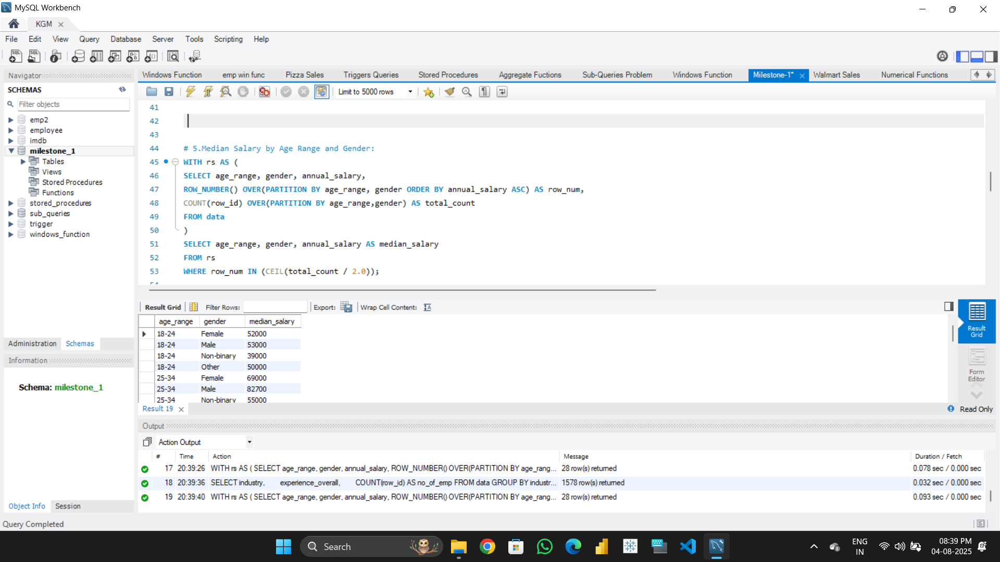 MySQL Workbench
KGM
File Edit View Query Database Server Tools Scripting Help
Navigator
SCHEMAS
Filter objects
emp2
employee
imdb
milestone_1
Tables
Views
Stored Procedures
Functions
stored_procedures
sub_queries
trigger
windows_function
Administration Schemas
Information
Schema: milestone_1
Object Info Session
Query Completed
Windows Function emp win func Pizza Sales Triggers Queries Stored Procedures Aggregate Fuctions Sub-Queries Problem Windows Function Milestone-1* Walmart Sales Numerical Functions
Limit to 5000 rows
41
42
43
44 # 5.Median Salary by Age Range and Gender:
45 WITH rs AS (
46 SELECT age_range, gender, annual_salary,
47 ROW_NUMBER() OVER(PARTITION BY age_range, gender ORDER BY annual_salary ASC) AS row_num,
48 COUNT(row_id) OVER(PARTITION BY age_range,gender) AS total_count
49 FROM data
50 )
51 SELECT age_range, gender, annual_salary AS median_salary
52 FROM rs
53 WHERE row_num IN (CEIL(total_count / 2.0));
54
Result Grid Filter Rows: Export: Wrap Cell Content:
age_range gender median_salary
18-24 Female 52000
18-24 Male 53000
18-24 Non-binary 39000
18-24 Other 50000
25-34 Female 69000
25-34 Male 82700
25-34 Non-binary 55000
Result Grid
Form Editor
Result 19
Read Only
Output
Action Output
# Time Action Message Duration / Fetch
17 20:39:26 WITH rs AS ( SELECT age_range, gender, annual_salary, ROW_NUMBER() OVER(PARTITION BY age_rang... 28 row(s) returned 0.078 sec / 0.000 sec
18 20:39:36 SELECT industry, experience_overall, COUNT(row_id) AS no_of_emp FROM data GROUP BY industr... 1578 row(s) returned 0.032 sec / 0.000 sec
19 20:39:40 WITH rs AS ( SELECT age_range, gender, annual_salary, ROW_NUMBER() OVER(PARTITION BY age_rang... 28 row(s) returned 0.093 sec / 0.000 sec
Search
ENG
IN
08:39 PM
04-08-2025